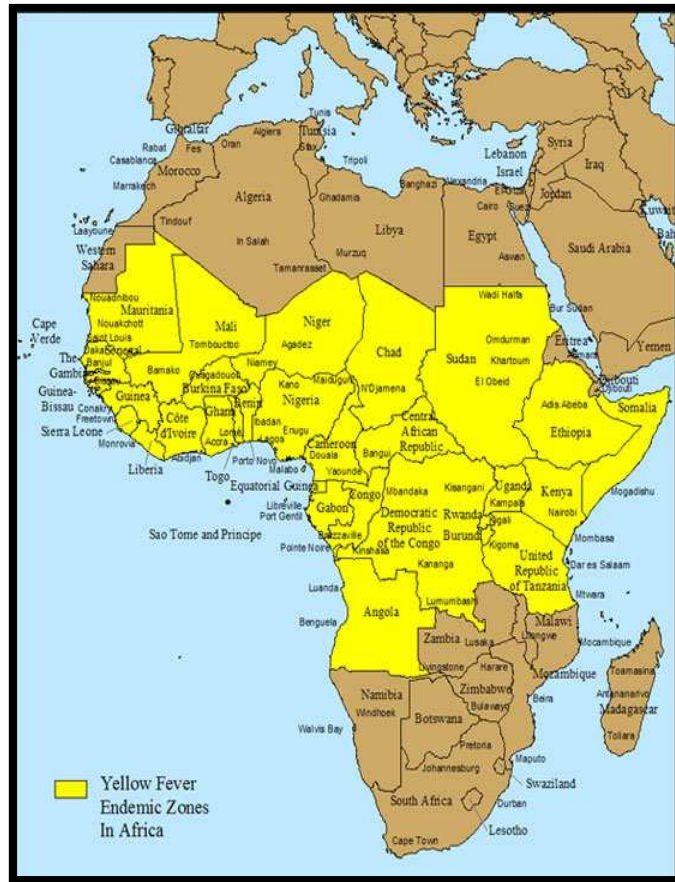 Tunis
Gibraltar
Algiers
Tunisia
Oran
Rabat
Fes
Sfax
Casablanca
Tripoli
Lebanon
Syria
Morocco
Israel
Iraq
Banghazi
Alexandria
Marrakech
Jordan
Algeria
Ghadamis
Cairo
Suez
Kuwait
Tindouf
Laayoune
Libya
Egypt
Bah
In Salah
Western
Sahara
Murzuq
Saudi Arabia
Aswan
Tamanrasset
Nouadhibou
Wadi Halfa
Mauritania
Bur Sudan
Nouakchott
Mali
Niger
Cape
Verde
Saint Louis
Omdurman
Eritrea
Yemen
Tombouctoo
Agadez
Chad
Sudan
Khartoum
Senegal
The
Gambia
Banjul
Niamey
Djibouti
Djibouti
Bamako
Maiduguri
El Obeid
Kano
N'Djamena
Guinea-
Bissau
Burkina Faso
Somalia
Guinea
Benin
Nigeria
Adis Abeba
Conakry
Ghana
Freetown
Côte
d'Ivoire
Ibadan
Central
African
Republic
Ethiopia
Sierra Leone
Lome
Enugu
Monrovia
Accra
Lagos
Cameroon
Abidjan
Douala
Bangui
Liberia
Togo
Porto Novo
Malabo
Yaounde
Uganda
Equatorial Guinea
Congo
Mbandaka
Kisangani
Kenya
Mogadishu
Kampala
Libreville
Gabon
Port Gentil
Democratic
Republic
of the Congo
Rwanda
Nairobi
Sao Tome and Principe
Kigali
Burundi
Mombasa
Pointe Noire
Kinshasa
Kigoma
United
Republic
of Tanzania
Kananga
Dar es Salaam
Luanda
Mtwara
Lumumbashi
Angola
Malawi
Benguela
Lilongwe
Zambia
Lusaka
Mocambique
Livingstone
Harare
Toamasina
Mozambique
Namibia
Zimbabwe
Antananarivo
Beira
Windhoek
Bulawayo
Madagascar
Botswana
Walvis Bay
Toliara
Pretoria
Maputo
Johannesburg
Swaziland
South Africa
Durban
Lesotho
Cape Town
Yellow Fever
Endemic Zones
In Africa